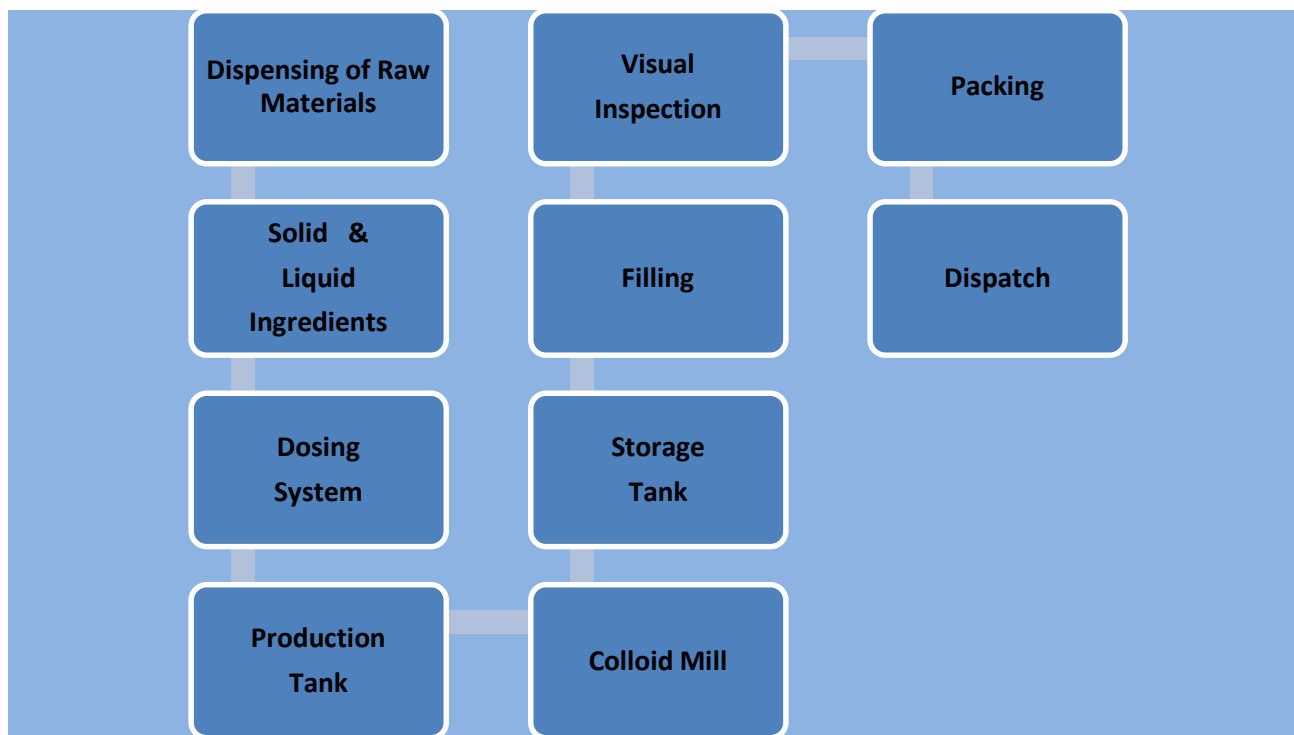 Dispensing of Raw
Materials
Solid &
Liquid
Ingredients
Dosing
System
Production
Tank
Colloid Mill
Storage
Tank
Filling
Visual
Inspection
Packing
Dispatch